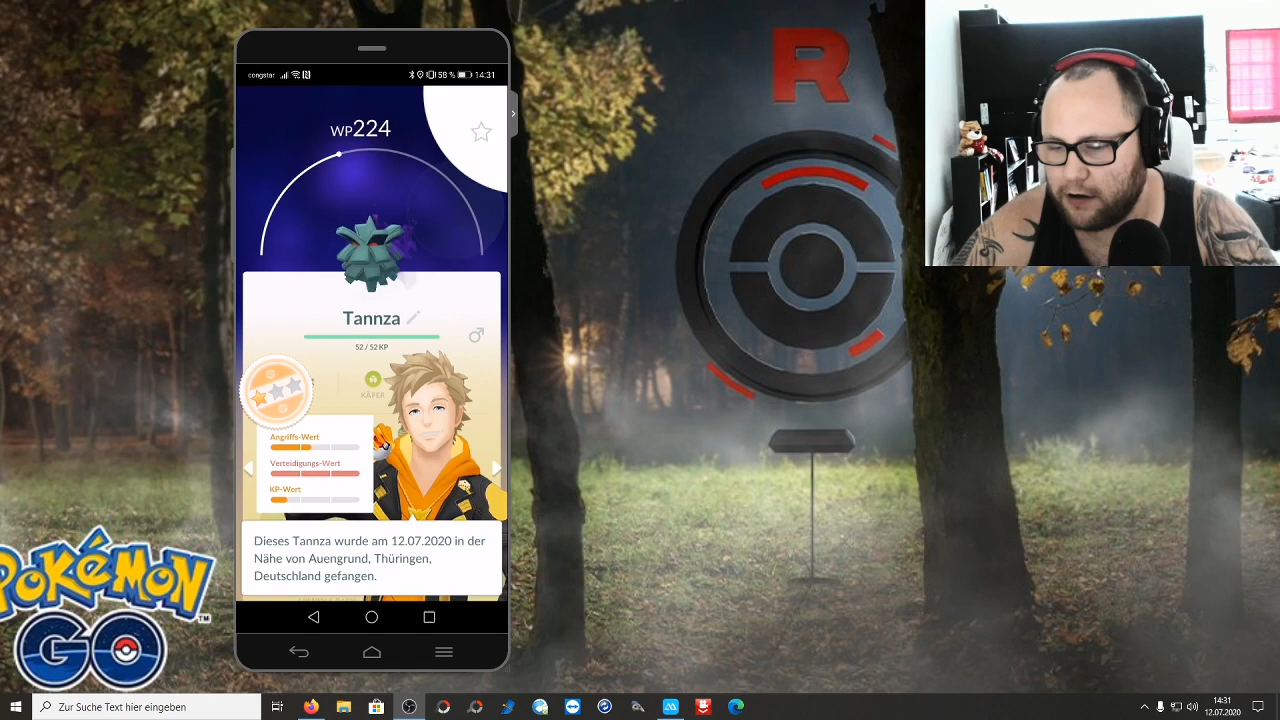 congstar
58 % 14:31
WP224
R
Tannza
52 / 52 KP
KÄFER
Angriffs-Wert
Verteidigungs-Wert
KP-Wert
Dieses Tannza wurde am 12.07.2020 in der
Nähe von Auengrund, Thüringen,
Deutschland gefangen.
POKÉMON
GO
TM
Zur Suche Text hier eingeben
14:31
12.07.2020